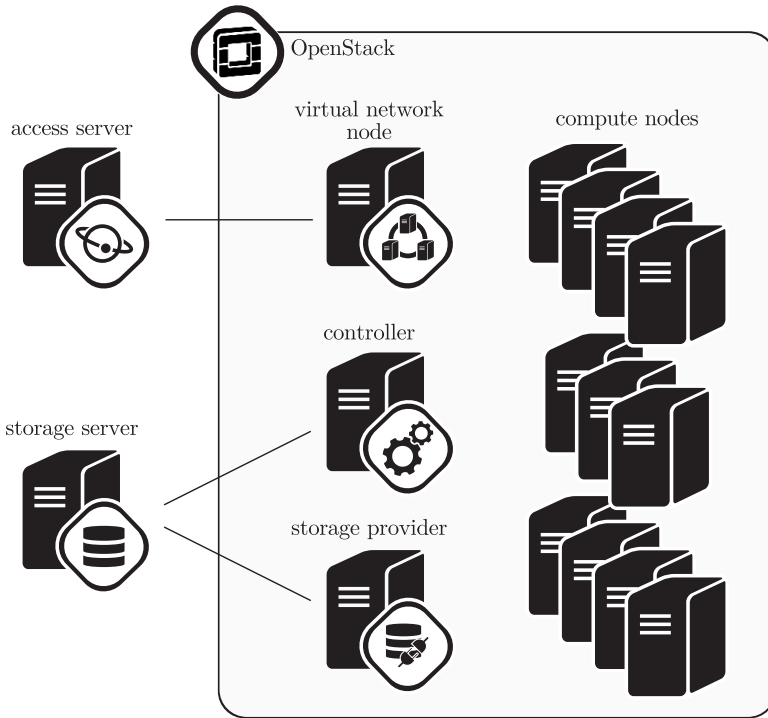 OpenStack
access server
virtual network
node
compute nodes
controller
storage server
storage provider